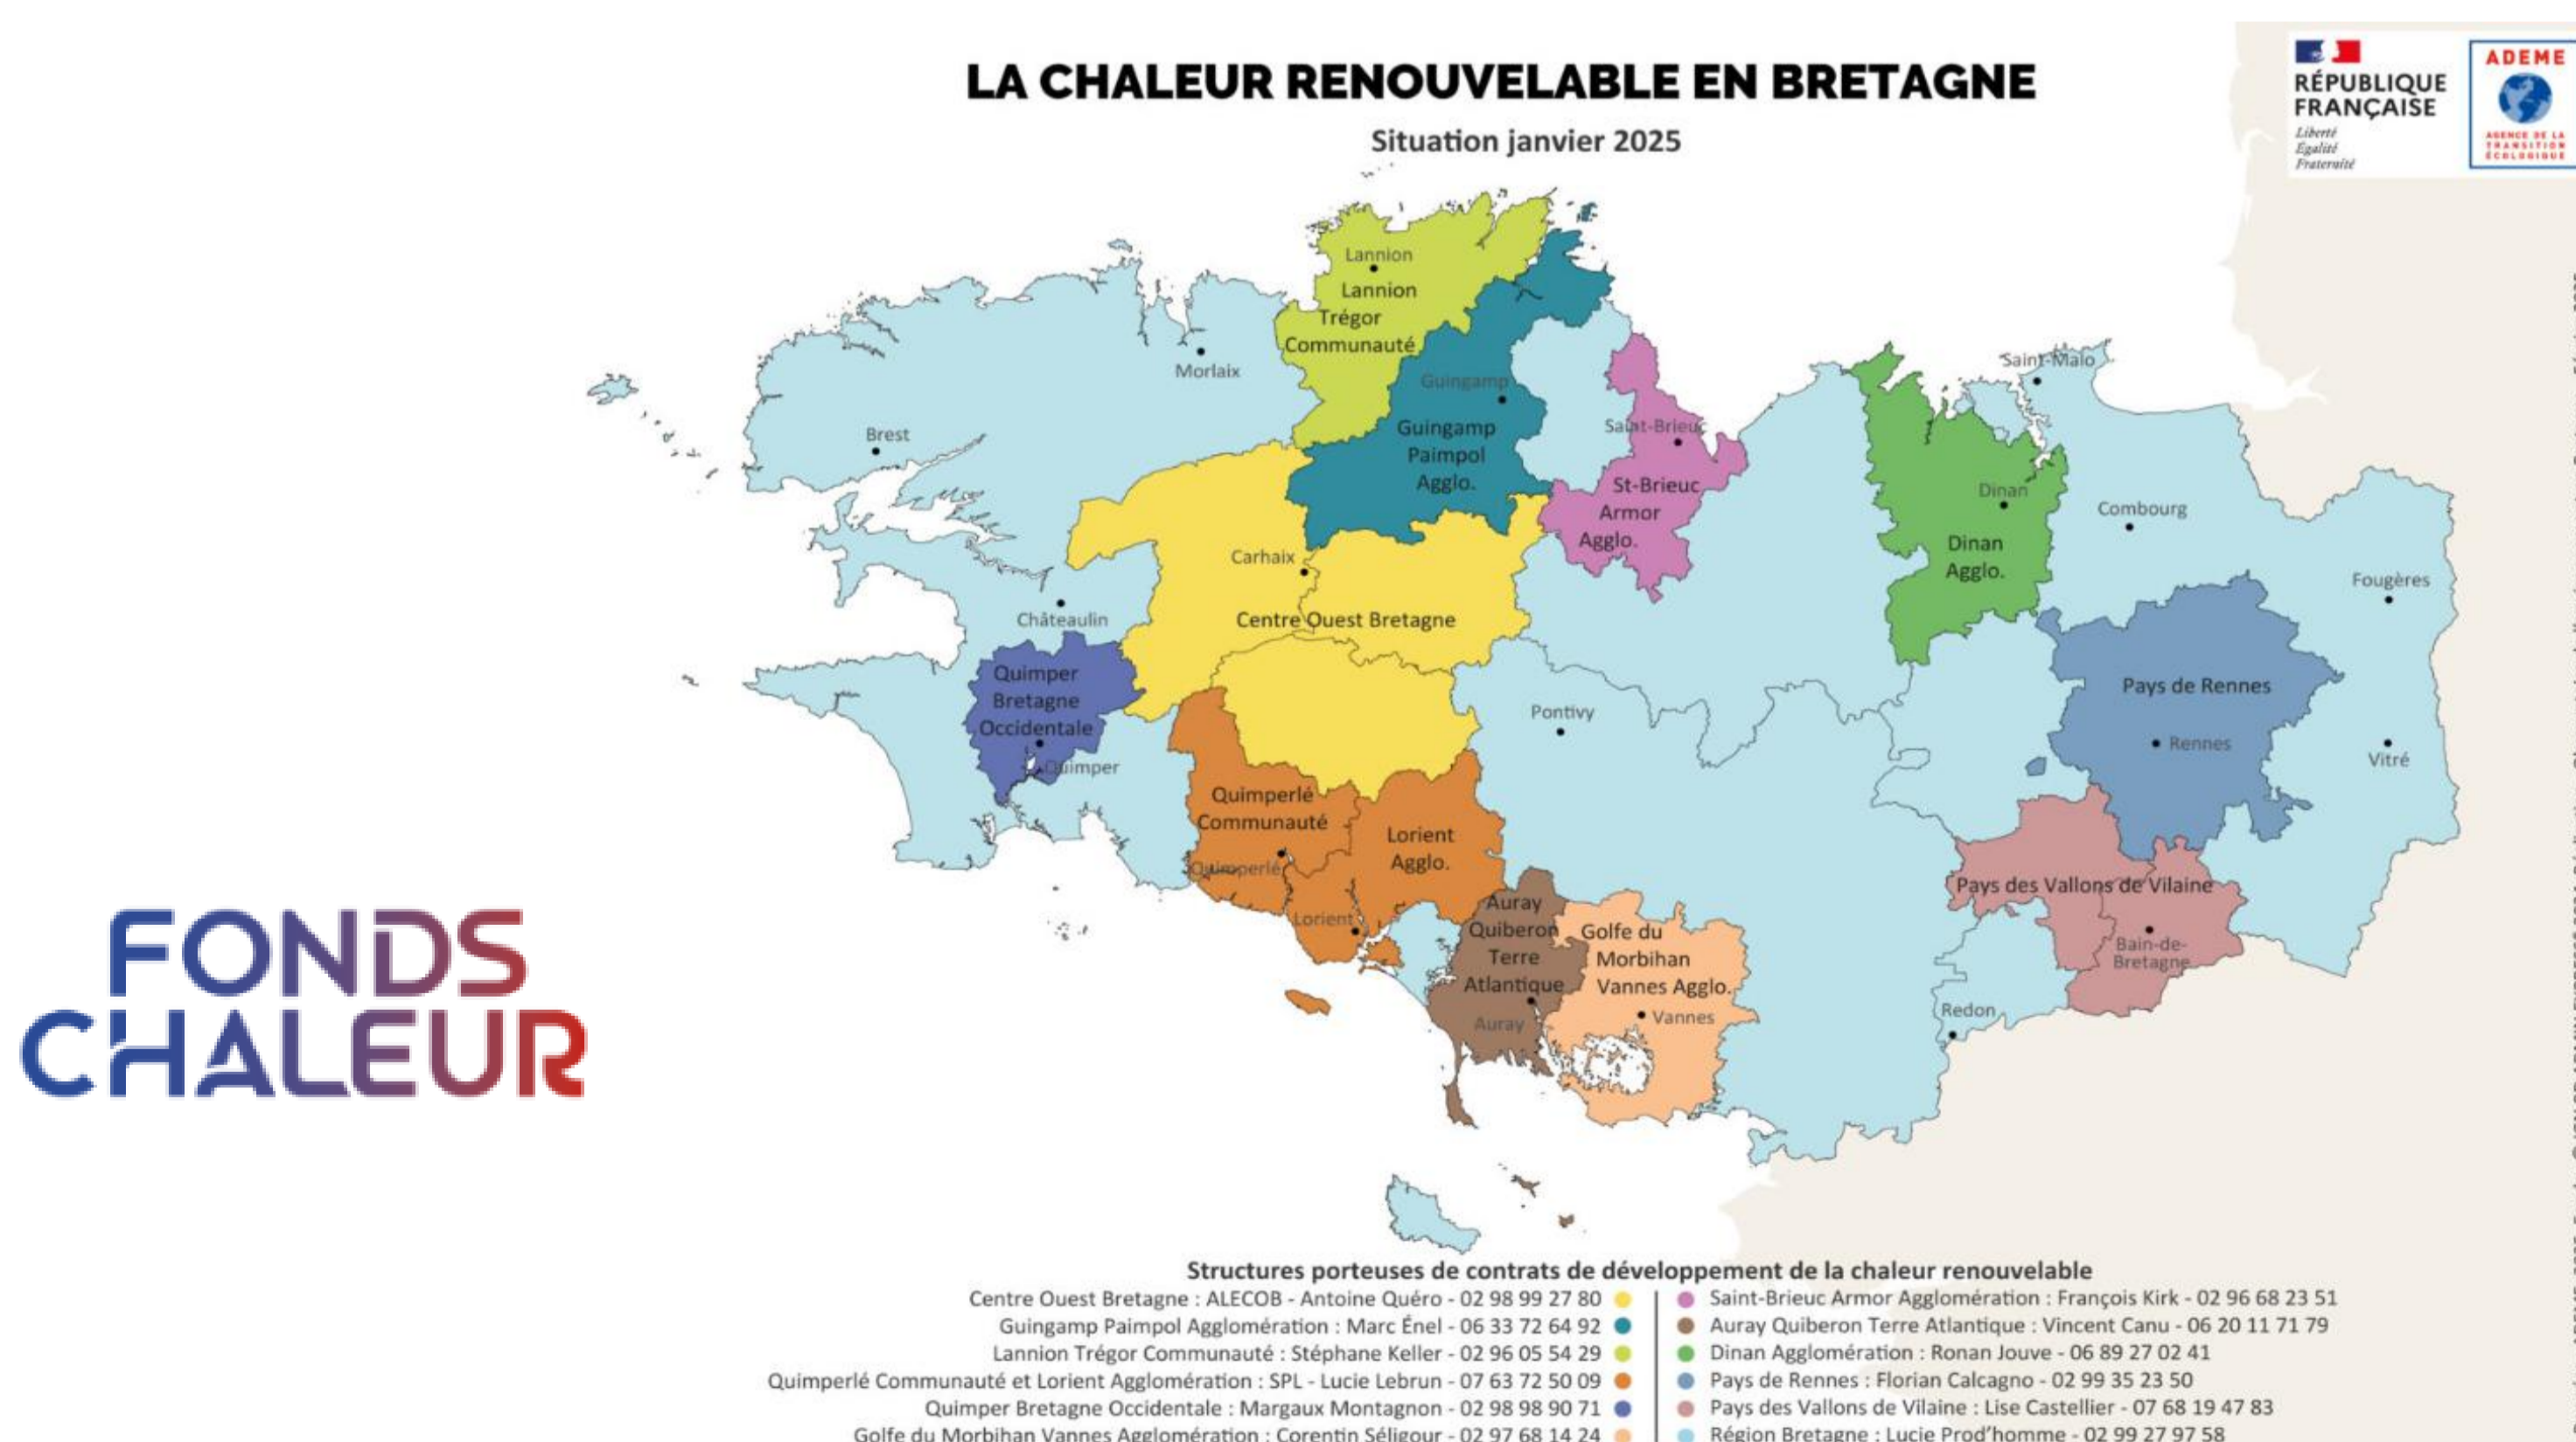 LA CHALEUR RENOUVELABLE EN BRETAGNE
Situation janvier 2025
RÉPUBLIQUE
FRANÇAISE
Liberté
Égalité
Fraternité
ADEME
AGENCE DE LA
TRANSITION
ÉCOLOGIQUE
Lannion
Lannion
Trégor
Communauté
Morlaix
Guingamp
Guingamp
Paimpol
Agglo.
Brest
Saint-Brieuc
St-Brieuc
Armor
Agglo.
Saint-Malo
Dinan
Dinan
Agglo.
Combourg
Fougères
Carhaix
Centre Ouest Bretagne
Châteaulin
Quimper
Bretagne
Occidentale
Quimper
Pontivy
Pays de Rennes
Rennes
Vitré
Quimperlé
Communauté
Quimperlé
Lorient
Agglo.
Lorient
Auray
Quiberon
Terre
Atlantique
Auray
Golfe du
Morbihan
Vannes Agglo.
Vannes
Pays des Vallons de Vilaine
Bain-de-
Bretagne
Redon
FONDS
CHALEUR
Structures porteuses de contrats de développement de la chaleur renouvelable
Centre Ouest Bretagne : ALECOB - Antoine Quéro - 02 98 99 27 80
Guingamp Paimpol Agglomération : Marc Énel - 06 33 72 64 92
Lannion Trégor Communauté : Stéphane Keller - 02 96 05 54 29
Quimperlé Communauté et Lorient Agglomération : SPL - Lucie Lebrun - 07 63 72 50 09
Quimper Bretagne Occidentale : Margaux Montagnon - 02 98 98 90 71
Golfe du Morbihan Vannes Agglomération : Corentin Séligour - 02 97 68 14 24
Saint-Brieuc Armor Agglomération : François Kirk - 02 96 68 23 51
Auray Quiberon Terre Atlantique : Vincent Canu - 06 20 11 71 79
Dinan Agglomération : Ronan Jouve - 06 89 27 02 41
Pays de Rennes : Florian Calcagno - 02 99 35 23 50
Pays des Vallons de Vilaine : Lise Castellier - 07 68 19 47 83
Région Bretagne : Lucie Prod'homme - 02 99 27 97 58